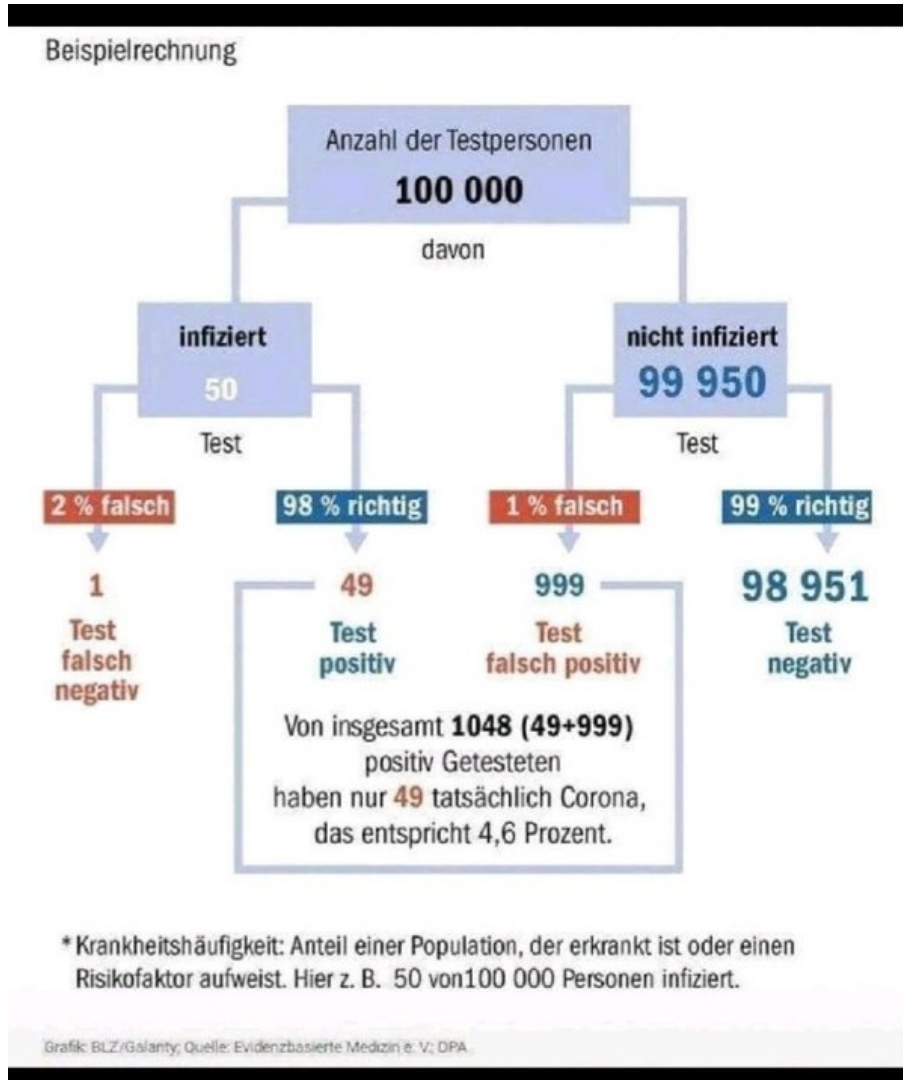 Beispielrechnung
Anzahl der Testpersonen
100 000
davon
infiziert
50
Test
nicht infiziert
99 950
Test
2 % falsch
98 % richtig
1 % falsch
99 % richtig
1
Test
falsch
negativ
49
Test
positiv
999
Test
falsch positiv
98 951
Test
negativ
Von insgesamt 1048 (49+999)
positiv Getesteten
haben nur 49 tatsächlich Corona,
das entspricht 4,6 Prozent.
* Krankheitshäufigkeit: Anteil einer Population, der erkrankt ist oder einen
Risikofaktor aufweist. Hier z. B. 50 von100 000 Personen infiziert.
Grafik: BLZ/Galanty; Quelle: Evidenzbasierte Medizin e. V.; DPA